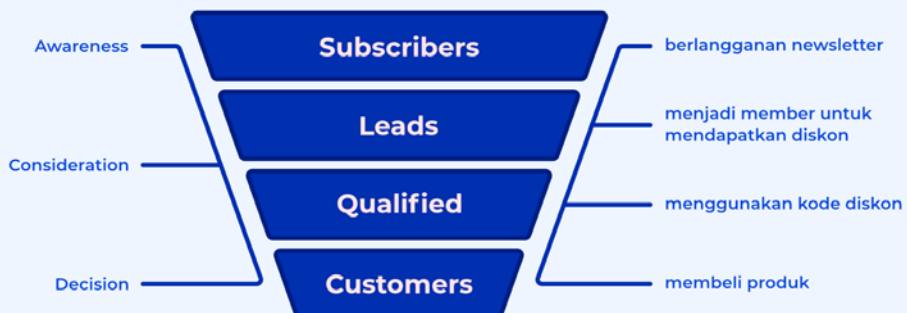 Awareness
Subscribers
berlangganan newsletter
Leads
menjadi member untuk
mendapatkan diskon
Consideration
Qualified
menggunakan kode diskon
Decision
Customers
membeli produk